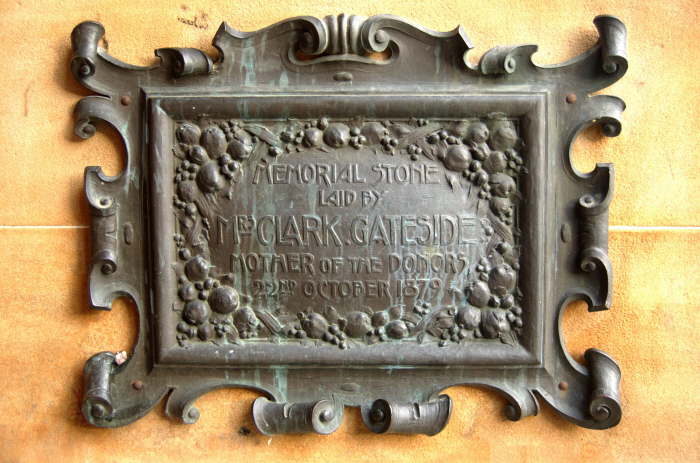 MEMORIAL STONE
LAID BY
MRS CLARK. GATESIDE
MOTHER OF THE DONORS
22ND OCTOBER 1879